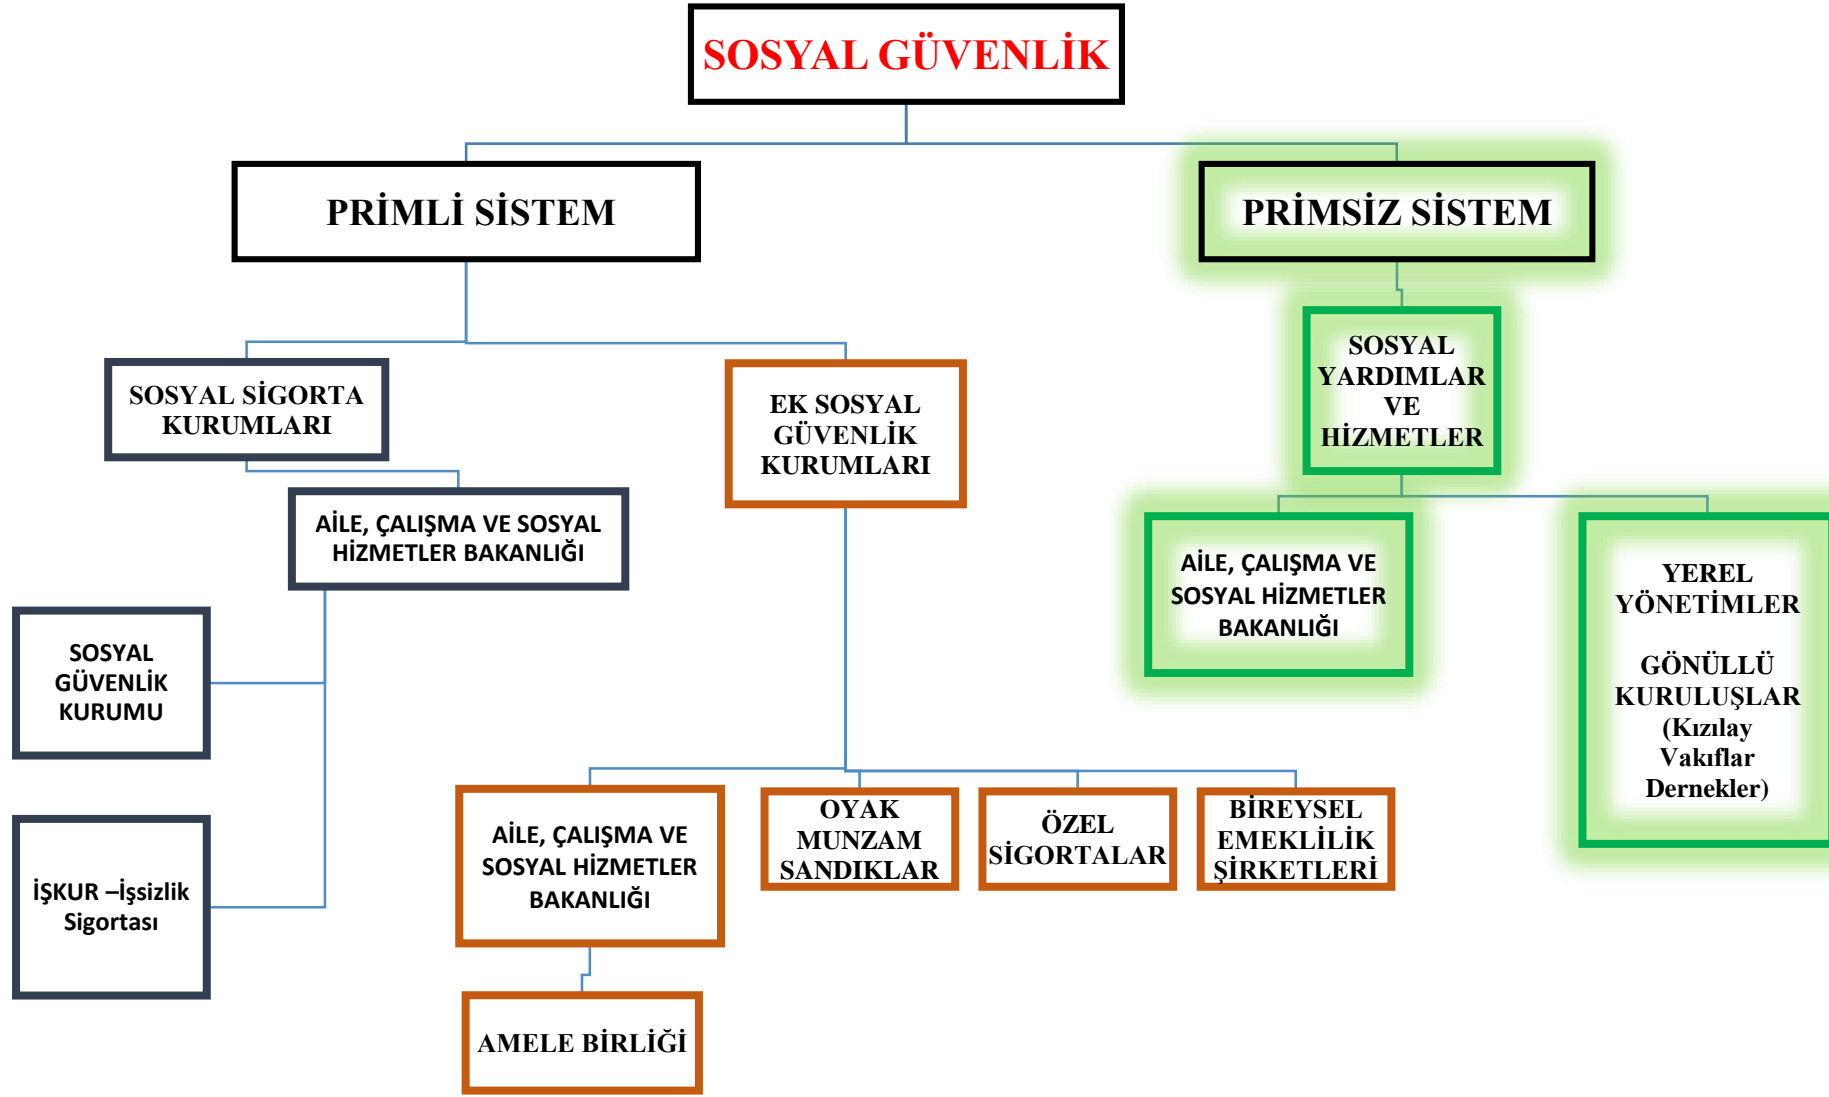 SOSYAL GÜVENLİK
PRİMLİ SİSTEM
PRİMSİZ SİSTEM
SOSYAL SİGORTA
KURUMLARI
EK SOSYAL
GÜVENLİK
KURUMLARI
SOSYAL
YARDIMLAR
VE
HİZMETLER
AİLE, ÇALIŞMA VE SOSYAL
HİZMETLER BAKANLIĞI
AİLE, ÇALIŞMA VE
SOSYAL HİZMETLER
BAKANLIĞI
YEREL
YÖNETİMLER
GÖNÜLLÜ
KURULUŞLAR
(Kızılay
Vakıflar
Dernekler)
SOSYAL
GÜVENLİK
KURUMU
İŞKUR –İşsizlik
Sigortası
AİLE, ÇALIŞMA VE
SOSYAL HİZMETLER
BAKANLIĞI
OYAK
MUNZAM
SANDIKLAR
ÖZEL
SİGORTALAR
BİREYSEL
EMEKLİLİK
ŞİRKETLERİ
AMELE BİRLİĞİ